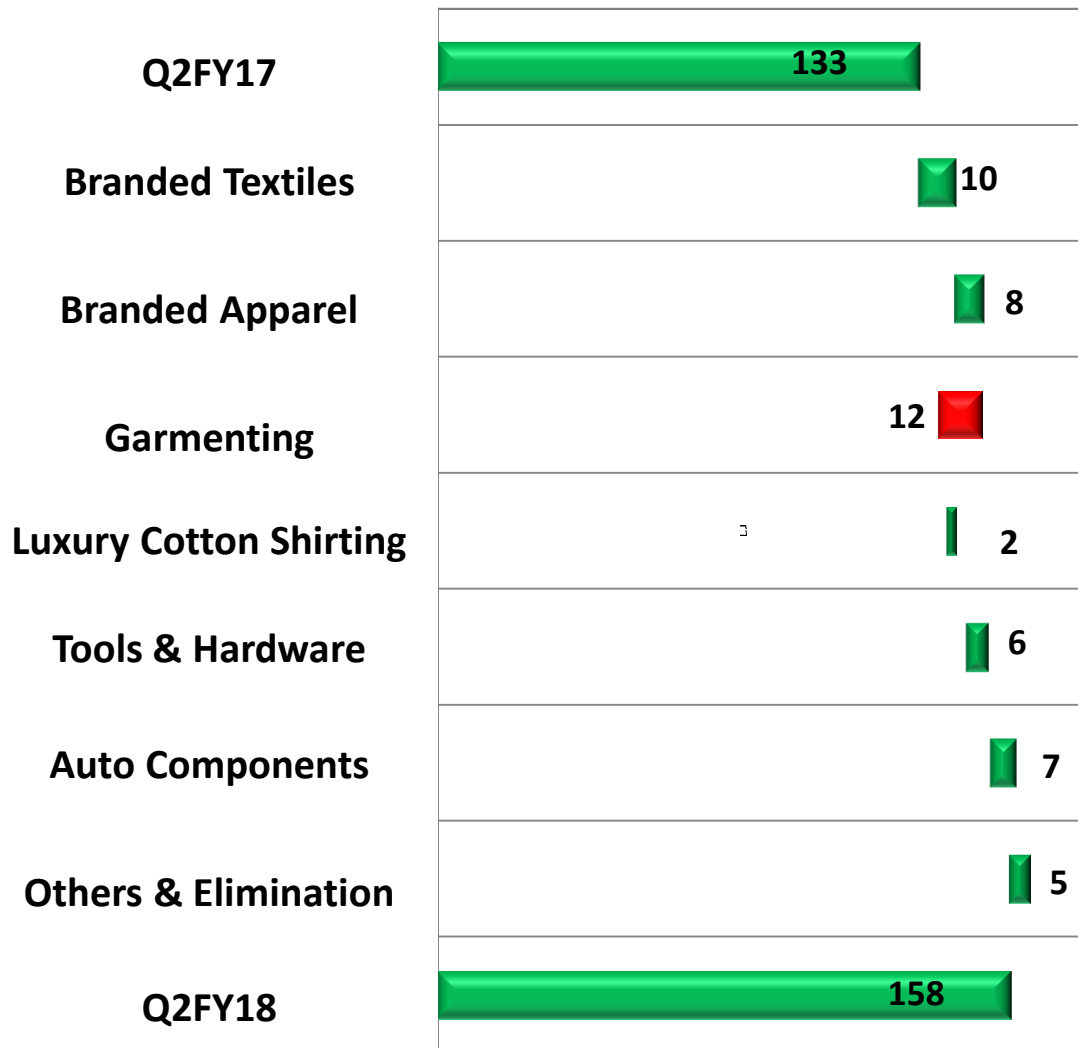 Q2FY17
133
Branded Textiles
10
Branded Apparel
8
Garmenting
12
Luxury Cotton Shirting
2
Tools & Hardware
6
Auto Components
7
Others & Elimination
5
Q2FY18
158